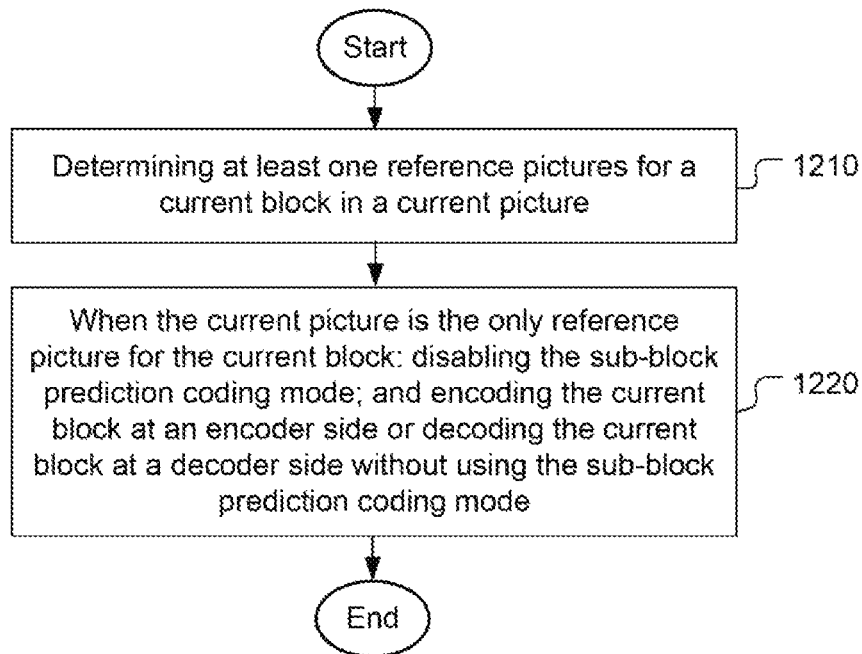 Start
Determining at least one reference pictures for a
current block in a current picture
1210
When the current picture is the only reference
picture for the current block: disabling the sub-block
prediction coding mode; and encoding the current
block at an encoder side or decoding the current
block at a decoder side without using the sub-block
prediction coding mode
1220
End